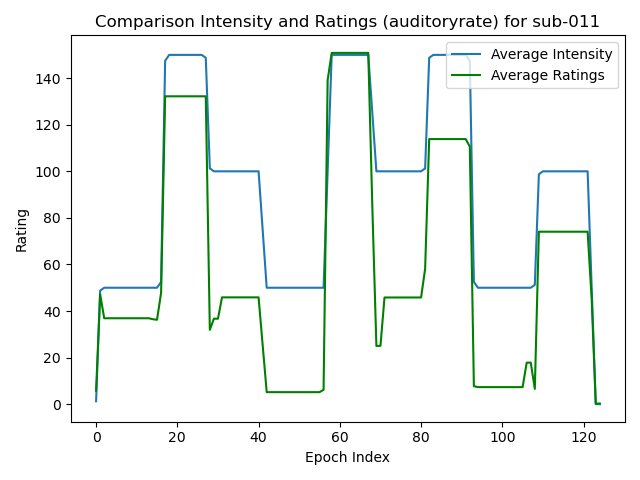 Comparison Intensity and Ratings (auditoryrate) for sub-011
Average Intensity
Average Ratings
Rating
140
120
100
80
60
40
20
0
0 20 40 60 80 100 120
Epoch Index